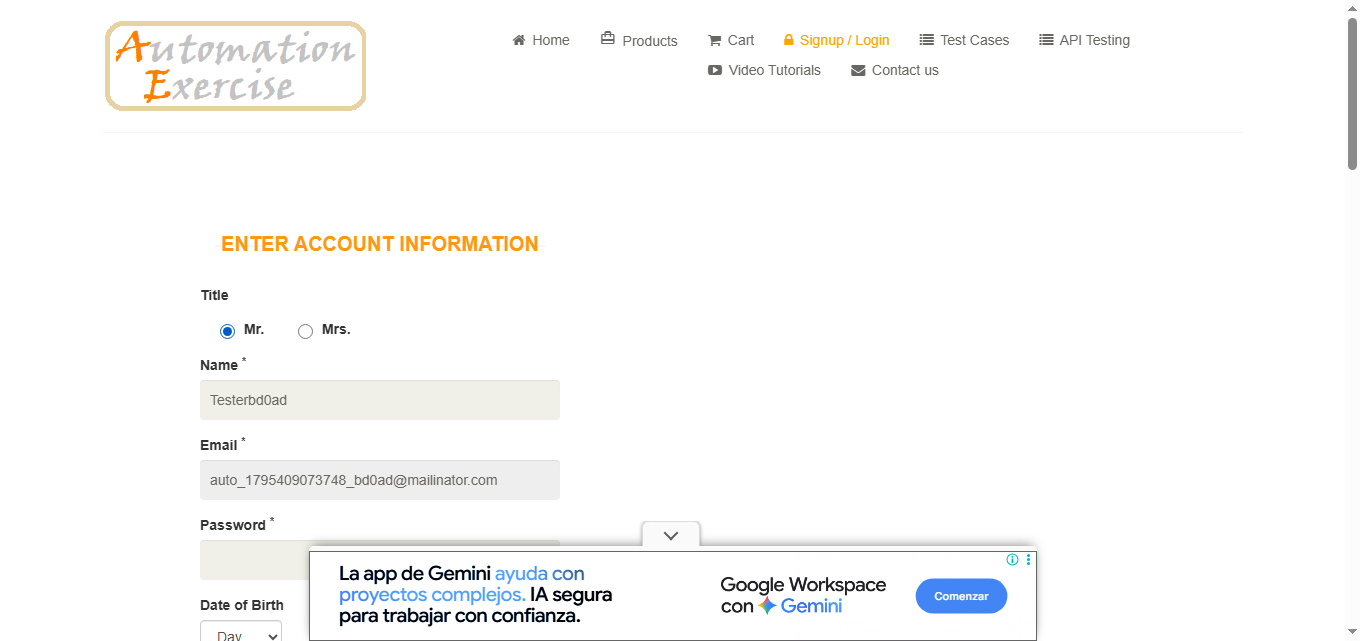 Automation
Exercise
Home
Products
Cart
Signup / Login
Test Cases
API Testing
Video Tutorials
Contact us
ENTER ACCOUNT INFORMATION
Title
Mr.
Mrs.
Name *
Testerbd0ad
Email *
auto_1795409073748_bd0ad@mailinator.com
Password *
Date of Birth
Day
La app de Gemini ayuda con
proyectos complejos. IA segura
para trabajar con confianza.
Google Workspace
con Gemini
Comenzar